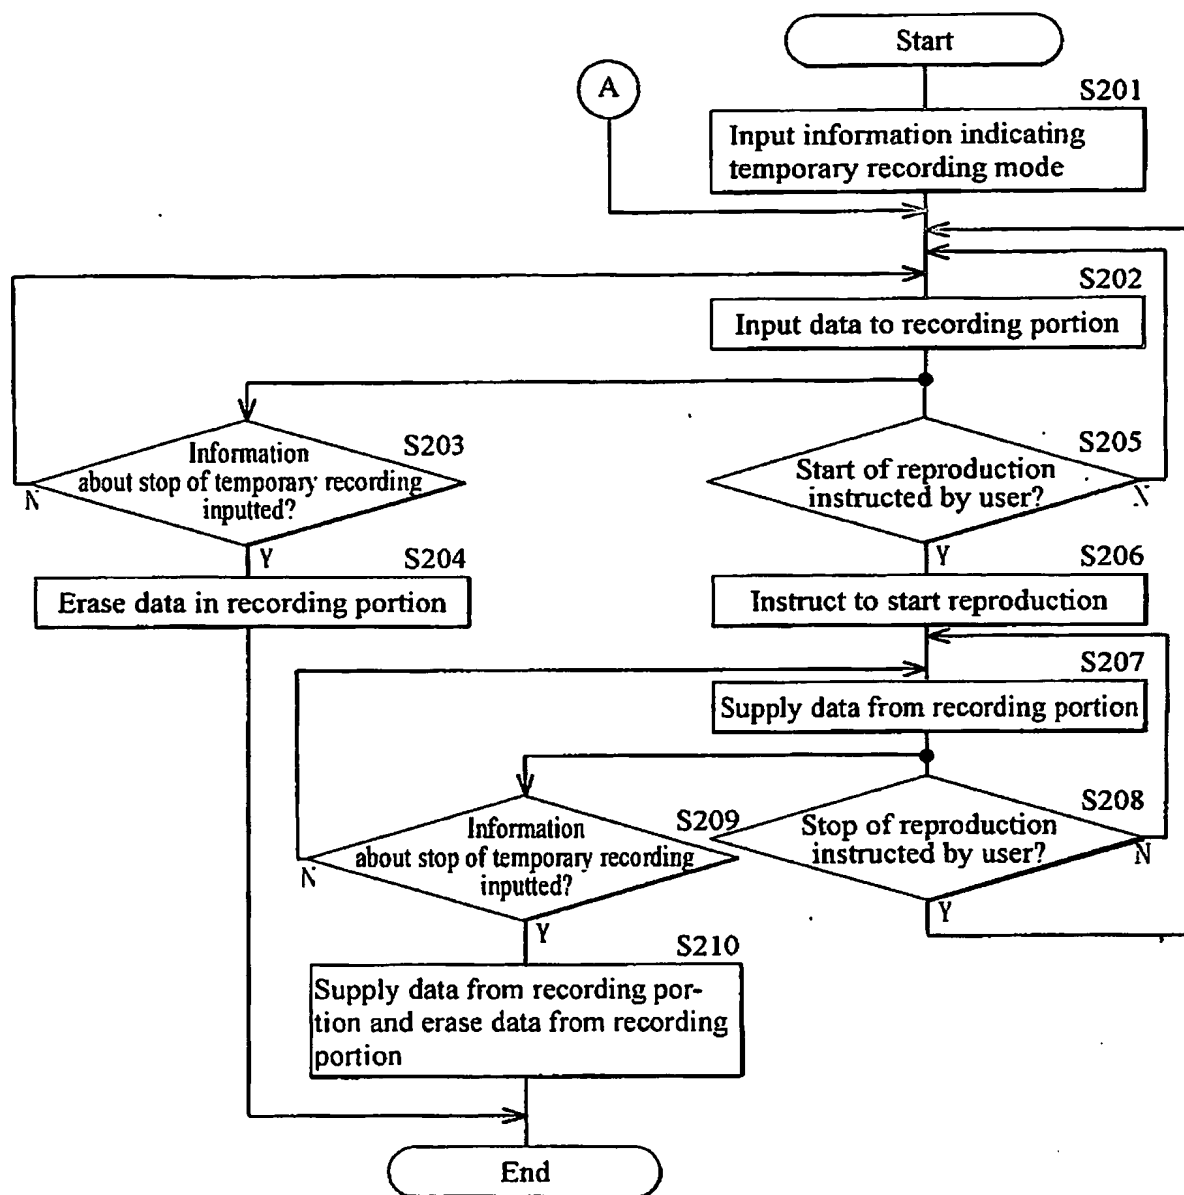 Start
A
S201
Input information indicating
temporary recording mode
S202
Input data to recording portion
S203
Information
about stop of temporary recording
inputted?
N
Y
S205
Start of reproduction
instructed by user?
N
Y
S204
Erase data in recording portion
S206
Instruct to start reproduction
S207
Supply data from recording portion
S209
Information
about stop of temporary recording
inputted?
N
Y
S208
Stop of reproduction
instructed by user?
N
Y
S210
Supply data from recording por-
tion and erase data from recording
portion
End